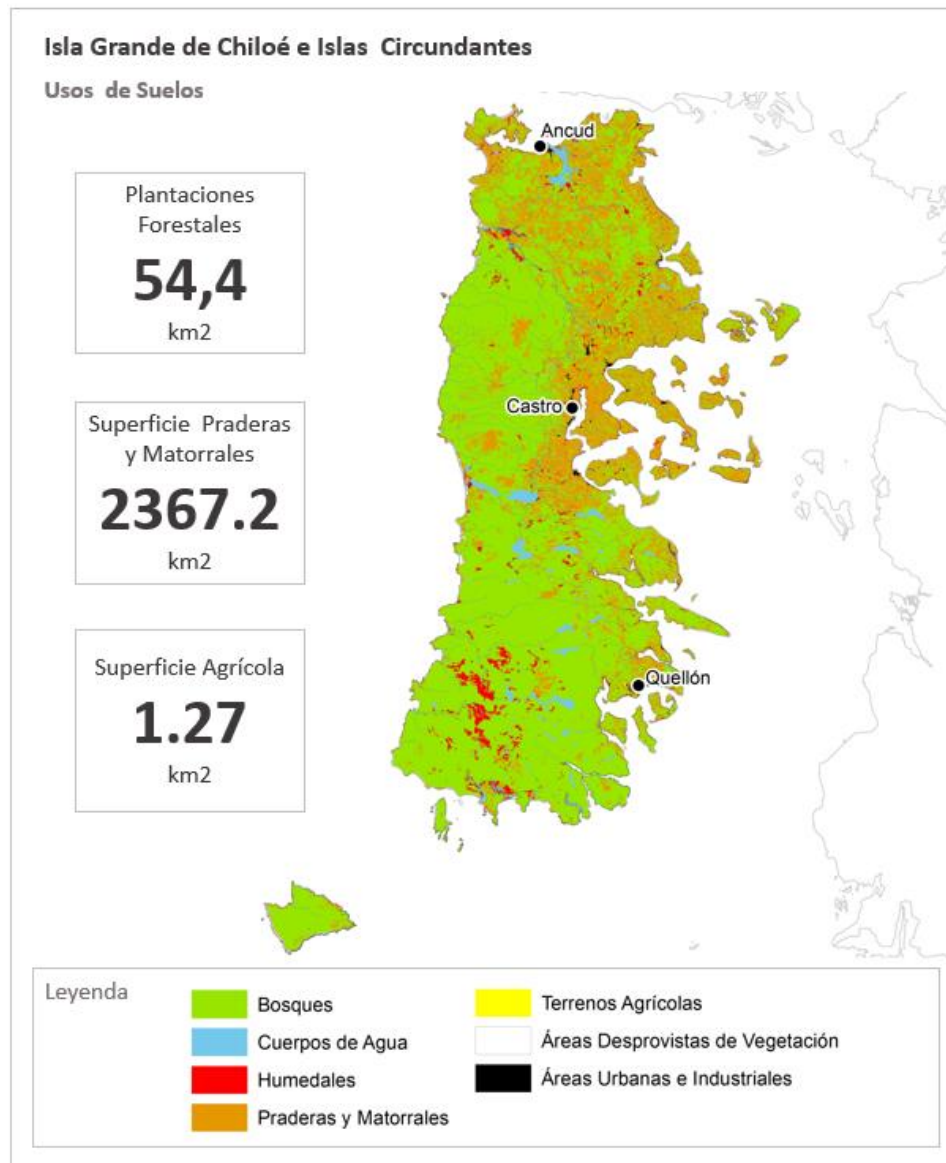 Isla Grande de Chiloé e Islas Circundantes
Usos de Suelos
Plantaciones
Forestales
54,4
km2
Superficie Praderas
y Matorrales
2367.2
km2
Superficie Agrícola
1.27
km2
Ancud
Castro
Quellón
Leyenda
Bosques
Cuerpos de Agua
Humedales
Praderas y Matorrales
Terrenos Agrícolas
Áreas Desprovistas de Vegetación
Áreas Urbanas e Industriales